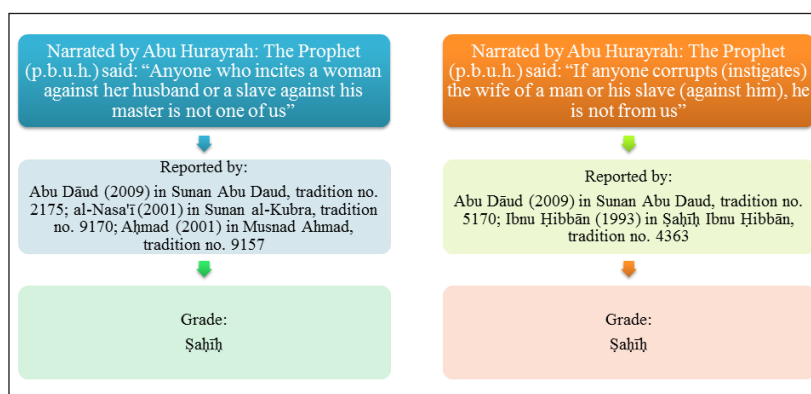 Narrated by Abu Hurayrah: The Prophet
(p.b.u.h.) said: “Anyone who incites a woman
against her husband or a slave against his
master is not one of us”
Reported by:
Abu Dāud (2009) in Sunan Abu Daud, tradition no.
2175; al-Nasa'ī (2001) in Sunan al-Kubra, tradition
no. 9170; Aḥmad (2001) in Musnad Ahmad,
tradition no. 9157
Grade:
Ṣaḥīḥ
Narrated by Abu Hurayrah: The Prophet
(p.b.u.h.) said: “If anyone corrupts (instigates)
the wife of a man or his slave (against him), he
is not from us”
Reported by:
Abu Dāud (2009) in Sunan Abu Daud, tradition no.
5170; Ibnu Ḥibbān (1993) in Ṣaḥīḥ Ibnu Ḥibbān,
tradition no. 4363
Grade:
Ṣaḥīḥ